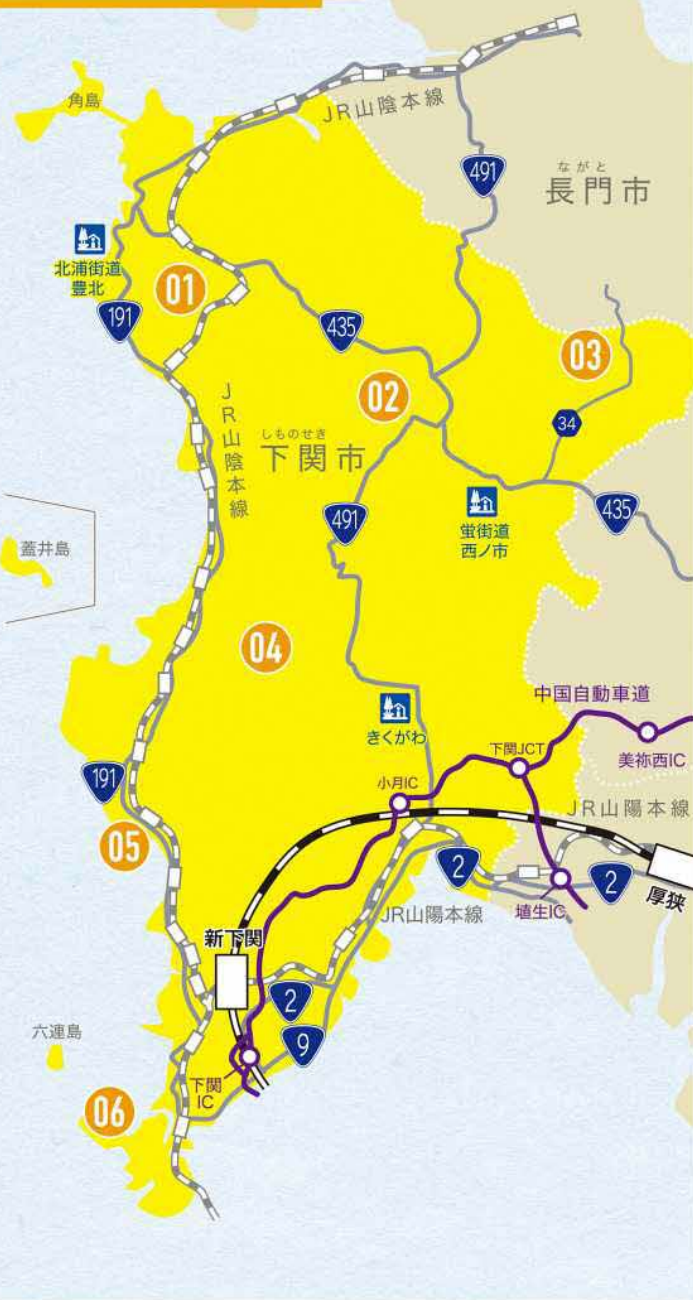 角島
JR山陰本線
491
ながと
長門市
北浦街道
豊北
01
191
435
03
02
34
JR山陰本線
しものせき
下関市
491
蛍街道
西ノ市
435
蓋井島
04
中国自動車道
きくがわ
下関JCT
美祢西IC
191
小月IC
JR山陽本線
05
2
2
厚狭
埴生IC
JR山陽本線
新下関
2
9
六連島
下関
IC
06